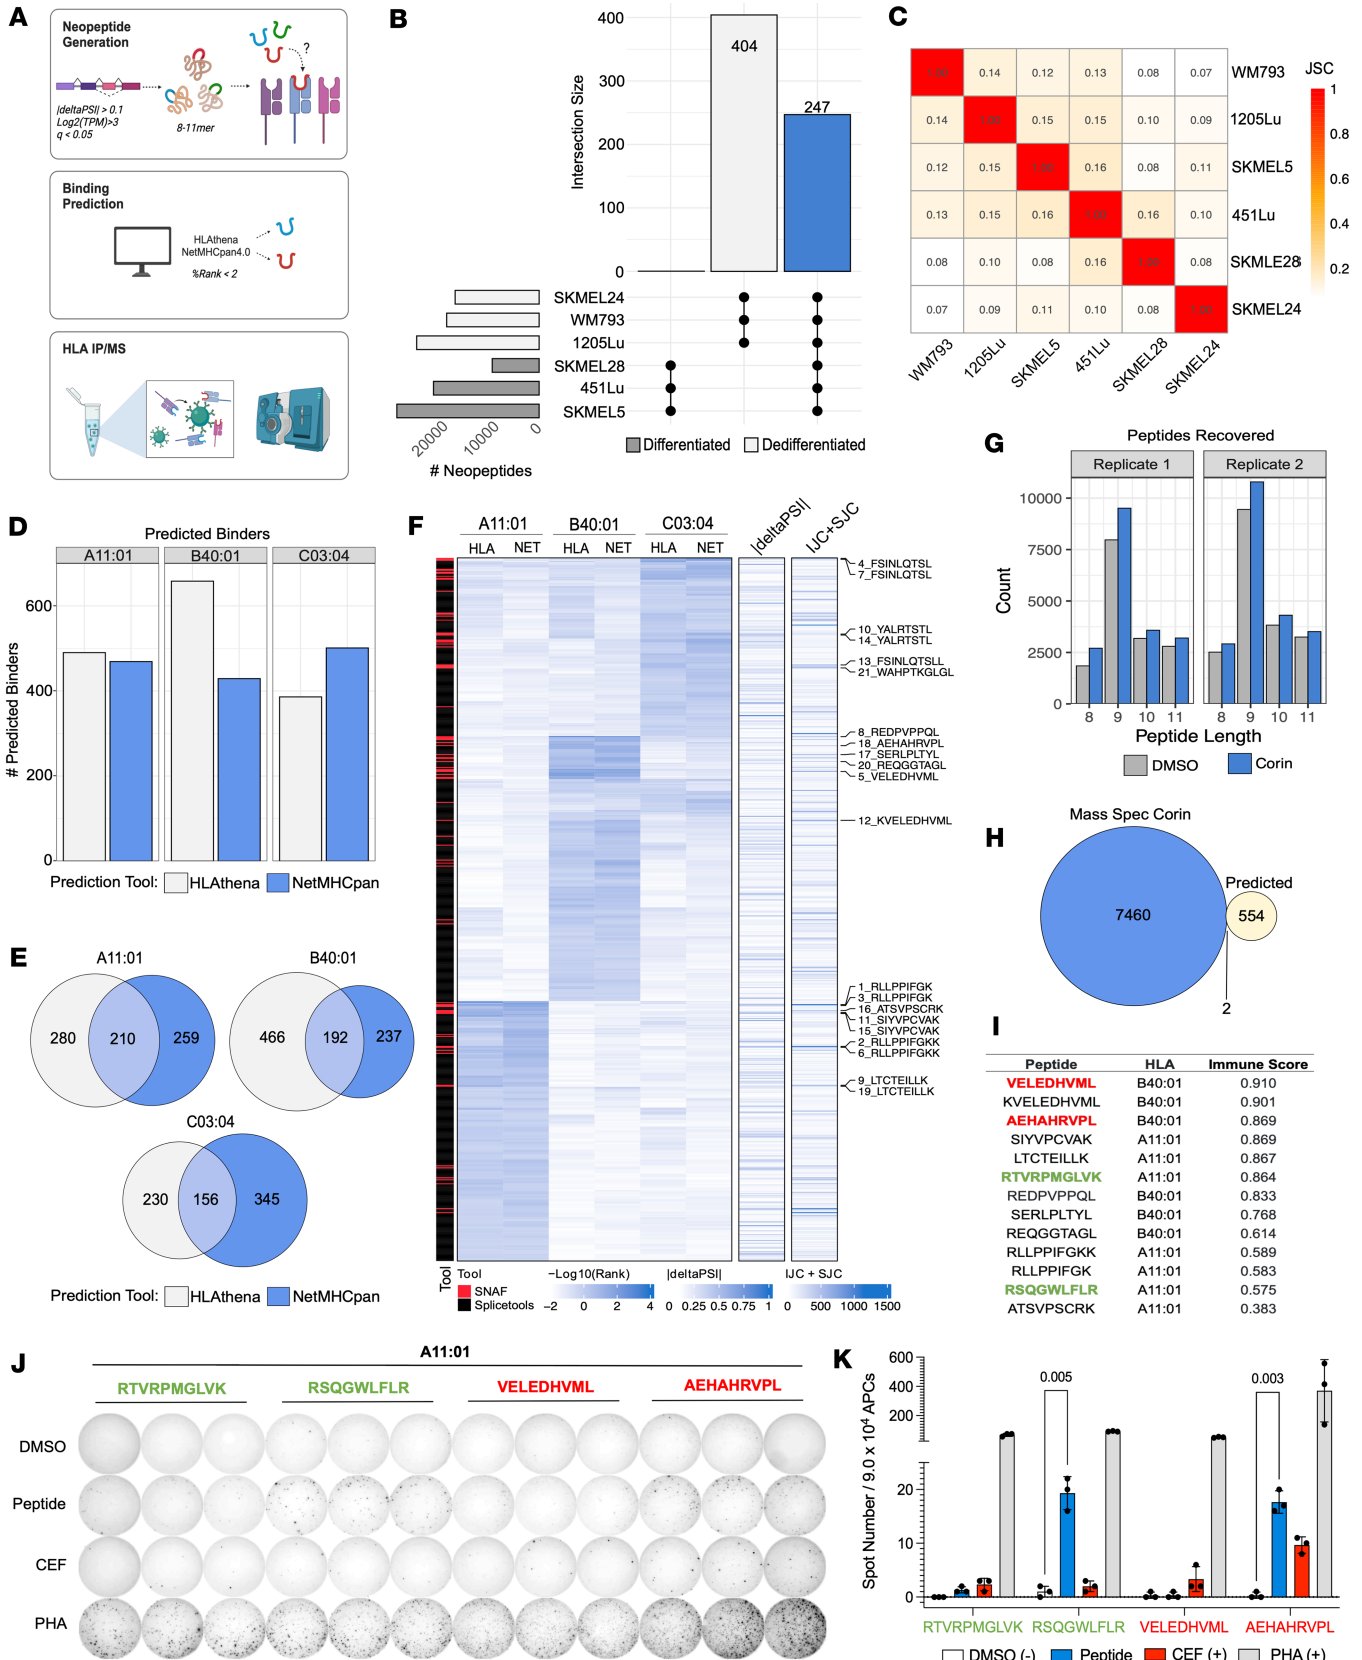 A
Neopeptide
Generation
?
|deltaPSI| > 0.1
Log2(TPM)>3
q < 0.05
8-11mer
Binding
Prediction
HLAthena
NetMHCpan4.0
%Rank < 2
HLA IP/MS
B
Intersection Size
400
300
200
100
0
404
247
SKMEL24
WM793
1205Lu
SKMEL28
451Lu
SKMEL5
20000
10000
0
# Neopeptides
Differentiated
Dedifferentiated
C
1.00 0.14 0.12 0.13 0.08 0.07 WM793
0.14 1.00 0.15 0.15 0.10 0.09 1205Lu
0.12 0.15 1.00 0.16 0.08 0.11 SKMEL5
0.13 0.15 0.16 1.00 0.16 0.10 451Lu
0.08 0.10 0.08 0.16 1.00 0.08 SKMLE28
0.07 0.09 0.11 0.10 0.08 1.00 SKMEL24
WM793 1205Lu SKMEL5 451Lu SKMEL28 SKMEL24
JSC
1
0.8
0.6
0.4
0.2
D
Predicted Binders
A11:01 B40:01 C03:04
# Predicted Binders
600
400
200
0
Prediction Tool: HLAthena NetMHCpan
E
A11:01
280 210 259
B40:01
466 192 237
C03:04
230 156 345
Prediction Tool: HLAthena NetMHCpan
F
A11:01 B40:01 C03:04
HLA NET HLA NET HLA NET
|deltaPSI|
IJC+SJC
4_FSINLQTSL
7_FSINLQTSL
10_YALRTSTL
14_YALRTSTL
13_FSINLQTSLL
21_WAHPTKGLGL
8_REDPVPPQL
18_AEHAHRVPL
17_SERLPLTYL
20_REQGGTAGL
5_VELEDHVML
12_KVELEDHVML
1_RLLPPIFGK
3_RLLPPIFGK
16_ATSVPSCRK
11_SIYVPCVAK
15_SIYVPCVAK
2_RLLPPIFGKK
6_RLLPPIFGKK
9_LTCTEILLK
19_LTCTEILLK
Tool
Tool
SNAF
Splicetools
−Log10(Rank)
−2 0 2 4
|deltaPSI|
0 0.25 0.5 0.75 1
IJC + SJC
0 500 1000 1500
G
Peptides Recovered
Replicate 1 Replicate 2
Count
10000
7500
5000
2500
0
8 9 10 11 8 9 10 11
Peptide Length
DMSO Corin
H
Mass Spec Corin
Predicted
7460
554
2
I
Peptide HLA Immune Score
VELEDHVML B40:01 0.910
KVELEDHVML B40:01 0.901
AEHAHRVPL B40:01 0.869
SIYVPCVAK A11:01 0.869
LTCTEILLK A11:01 0.867
RTVRPMGLVK A11:01 0.864
REDPVPPQL B40:01 0.833
SERLPLTYL B40:01 0.768
REQGGTAGL B40:01 0.614
RLLPPIFGKK A11:01 0.589
RLLPPIFGK A11:01 0.583
RSQGWLFLR A11:01 0.575
ATSVPSCRK A11:01 0.383
J
A11:01
RTVRPMGLVK RSQGWLFLR VELEDHVML AEHAHRVPL
DMSO
Peptide
CEF
PHA
K
Spot Number / 9.0 x 10⁴ APCs
600
400
200
20
10
0
0.005
0.003
RTVRPMGLVK RSQGWLFLR VELEDHVML AEHAHRVPL
DMSO (-) Peptide CEF (+) PHA (+)